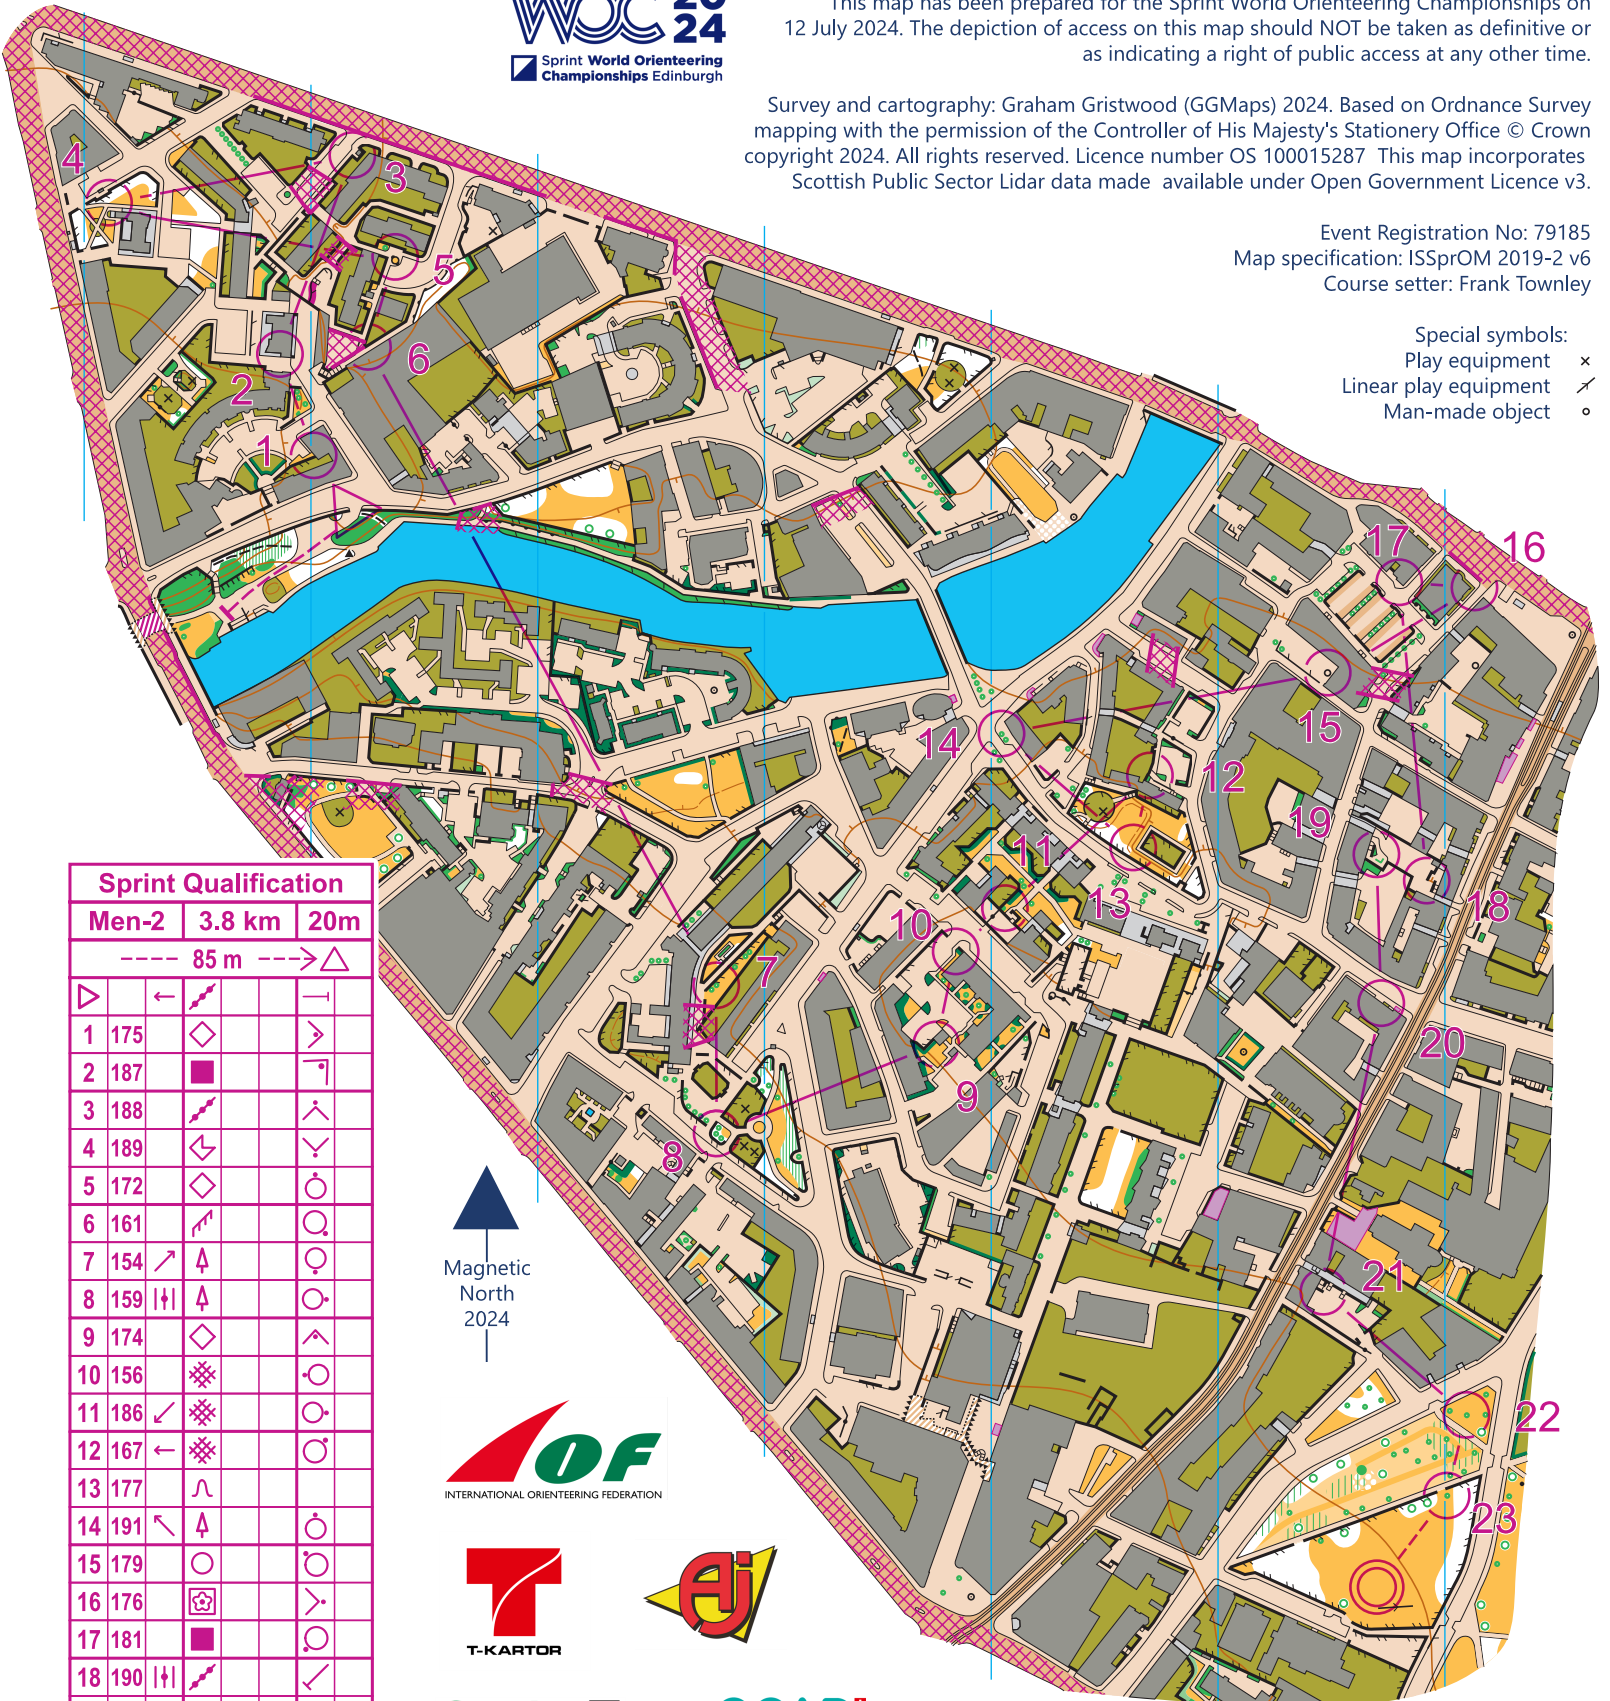 WOC 2024
Sprint World Orienteering
Championships Edinburgh
This map has been prepared for the Sprint World Orienteering Championships on
12 July 2024. The depiction of access on this map should NOT be taken as definitive or
as indicating a right of public access at any other time.
Survey and cartography: Graham Gristwood (GGMaps) 2024. Based on Ordnance Survey
mapping with the permission of the Controller of His Majesty's Stationery Office © Crown
copyright 2024. All rights reserved. Licence number OS 100015287 This map incorporates
Scottish Public Sector Lidar data made available under Open Government Licence v3.
Event Registration No: 79185
Map specification: ISSprOM 2019-2 v6
Course setter: Frank Townley
Special symbols:
Play equipment
Linear play equipment
Man-made object
4
3
5
6
2
1
17
16
14
12
15
19
11
13
18
10
7
20
9
8
21
22
23
Sprint Qualification
Men-2 3.8 km 20m
85 m
1 175
2 187
3 188
4 189
5 172
6 161
7 154
8 159
9 174
10 156
11 186
12 167
13 177
14 191
15 179
16 176
17 181
18 190
Magnetic
North
2024
IOF
INTERNATIONAL ORIENTEERING FEDERATION
T-KARTOR
AJ